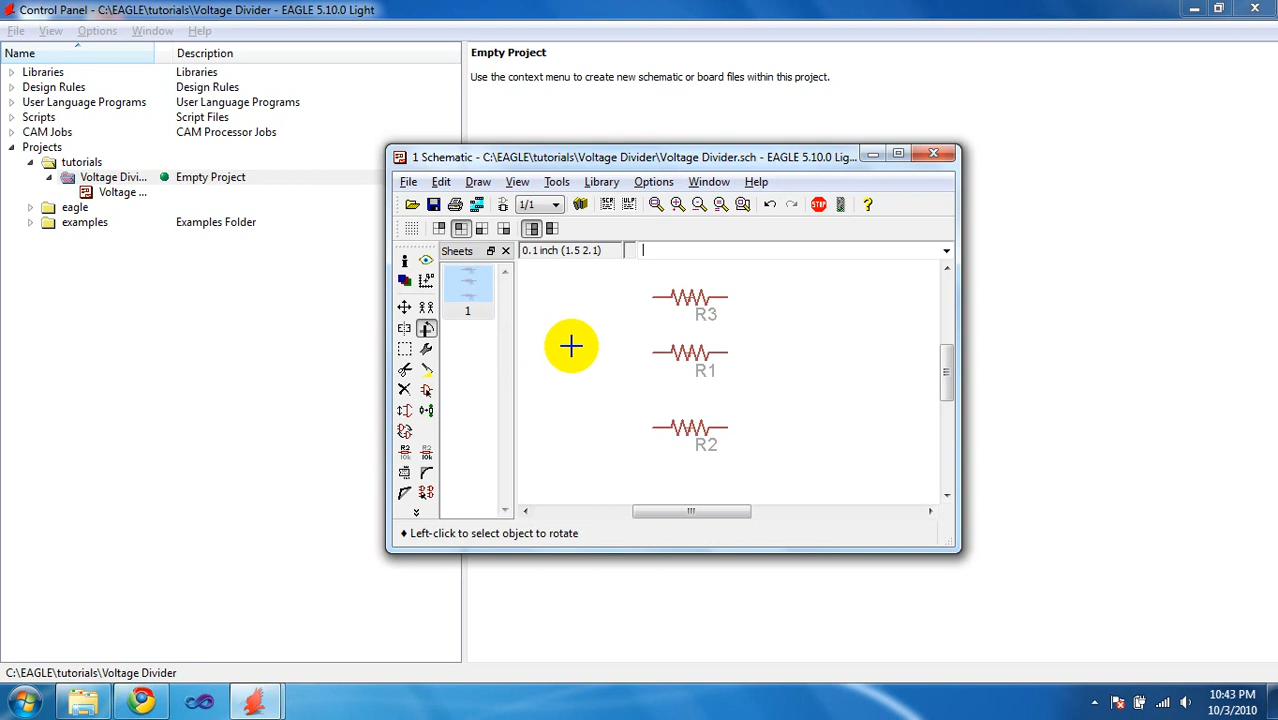 Control Panel - C:\EAGLE\tutorials\Voltage Divider - EAGLE 5.10.0 Light
File View Options Window Help
Name Description
Libraries Libraries
Design Rules Design Rules
User Language Programs User Language Programs
Scripts Script Files
CAM Jobs CAM Processor Jobs
Projects
tutorials
Voltage Divi... Empty Project
Voltage ...
eagle
examples Examples Folder
Empty Project
Use the context menu to create new schematic or board files within this project.
1 Schematic - C:\EAGLE\tutorials\Voltage Divider\Voltage Divider.sch - EAGLE 5.10.0 Lig...
File Edit Draw View Tools Library Options Window Help
1/1
STOP
Sheets
0.1 inch (1.5 2.1)
1
R3
R1
R2
R2
10k
R2
10k
Left-click to select object to rotate
C:\EAGLE\tutorials\Voltage Divider
10:43 PM
10/3/2010